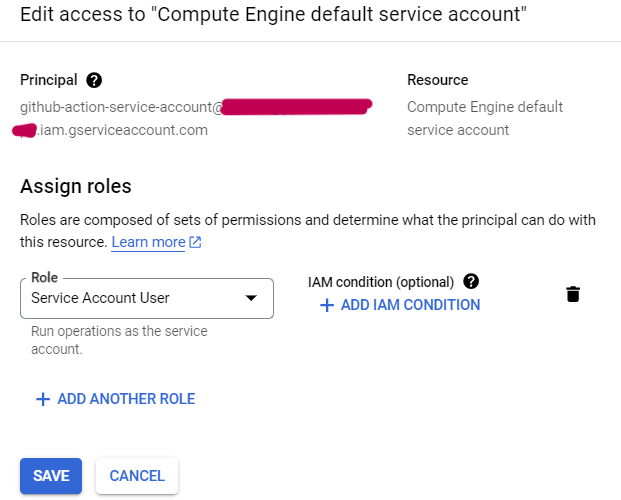 Edit access to "Compute Engine default service account"
Principal
Resource
github-action-service-account@
.iam.gserviceaccount.com
Compute Engine default
service account
Assign roles
Roles are composed of sets of permissions and determine what the principal can do with
this resource. Learn more
Role
Service Account User
Run operations as the service
account.
IAM condition (optional)
+ ADD IAM CONDITION
+ ADD ANOTHER ROLE
SAVE
CANCEL